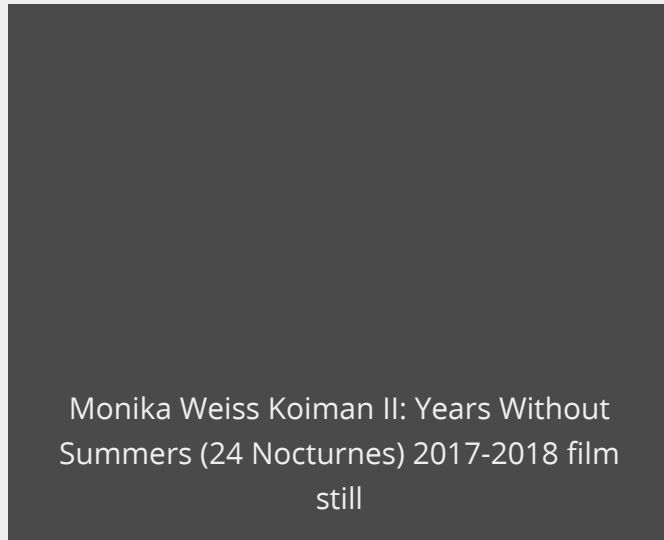 Monika Weiss Koiman II: Years Without
Summers (24 Nocturnes) 2017-2018 film
still